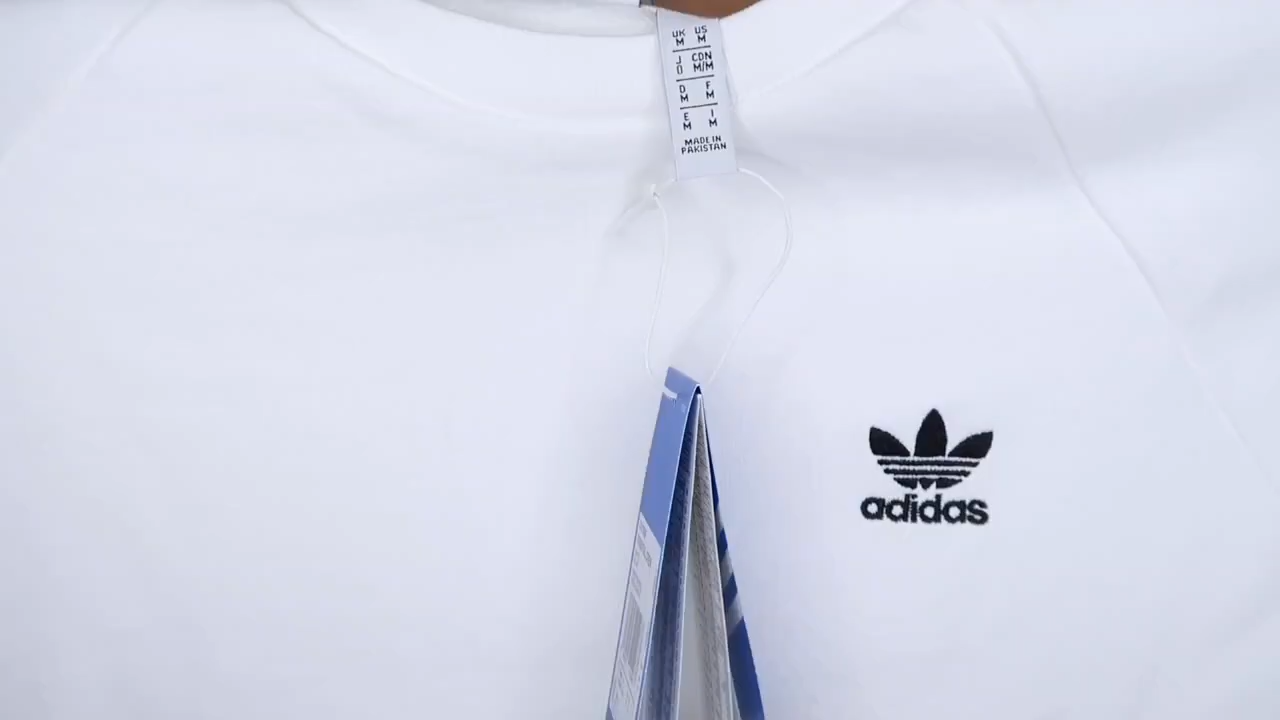 UK US
M M
J CDN
O M/M
D F
M M
E I
M M
MADE IN
PAKISTAN
adidas